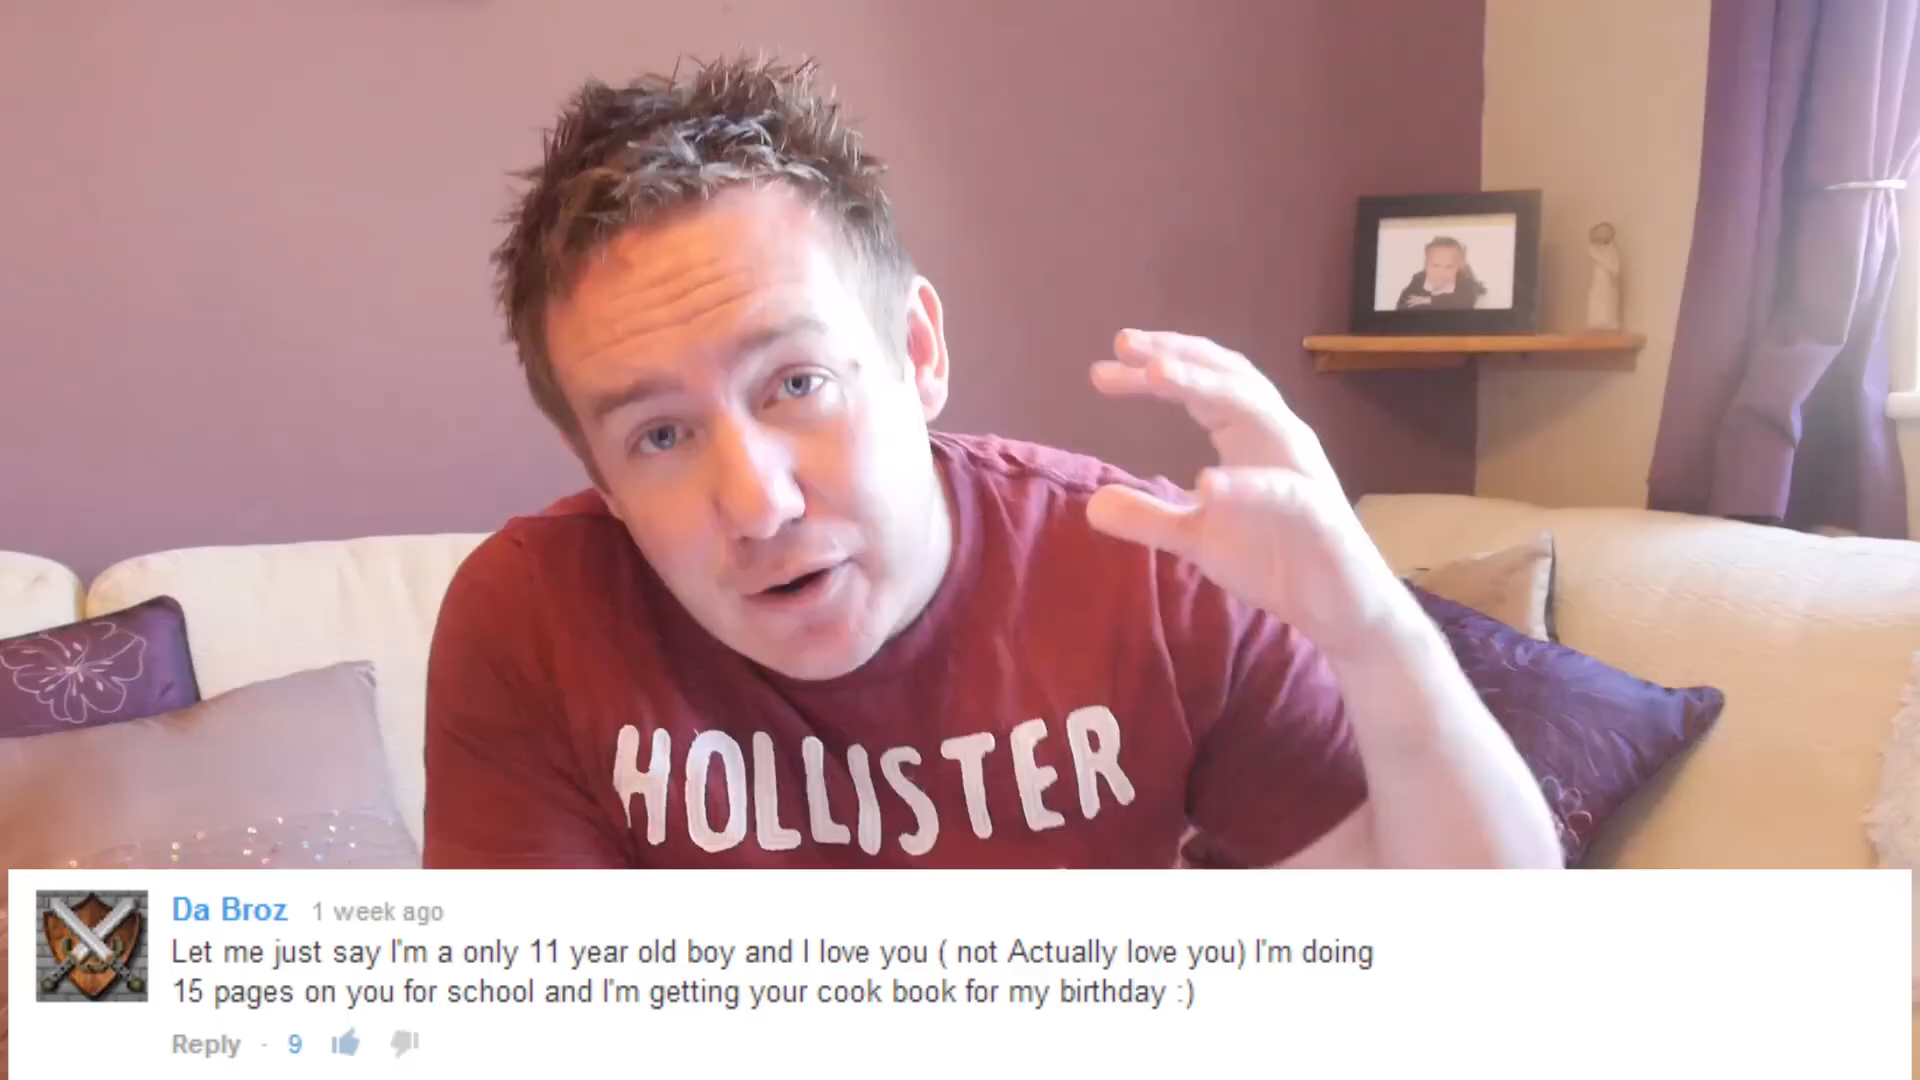 HOLLISTER
Da Broz 1 week ago
Let me just say I'm a only 11 year old boy and I love you ( not Actually love you) I'm doing
15 pages on you for school and I'm getting your cook book for my birthday :)
Reply · 9